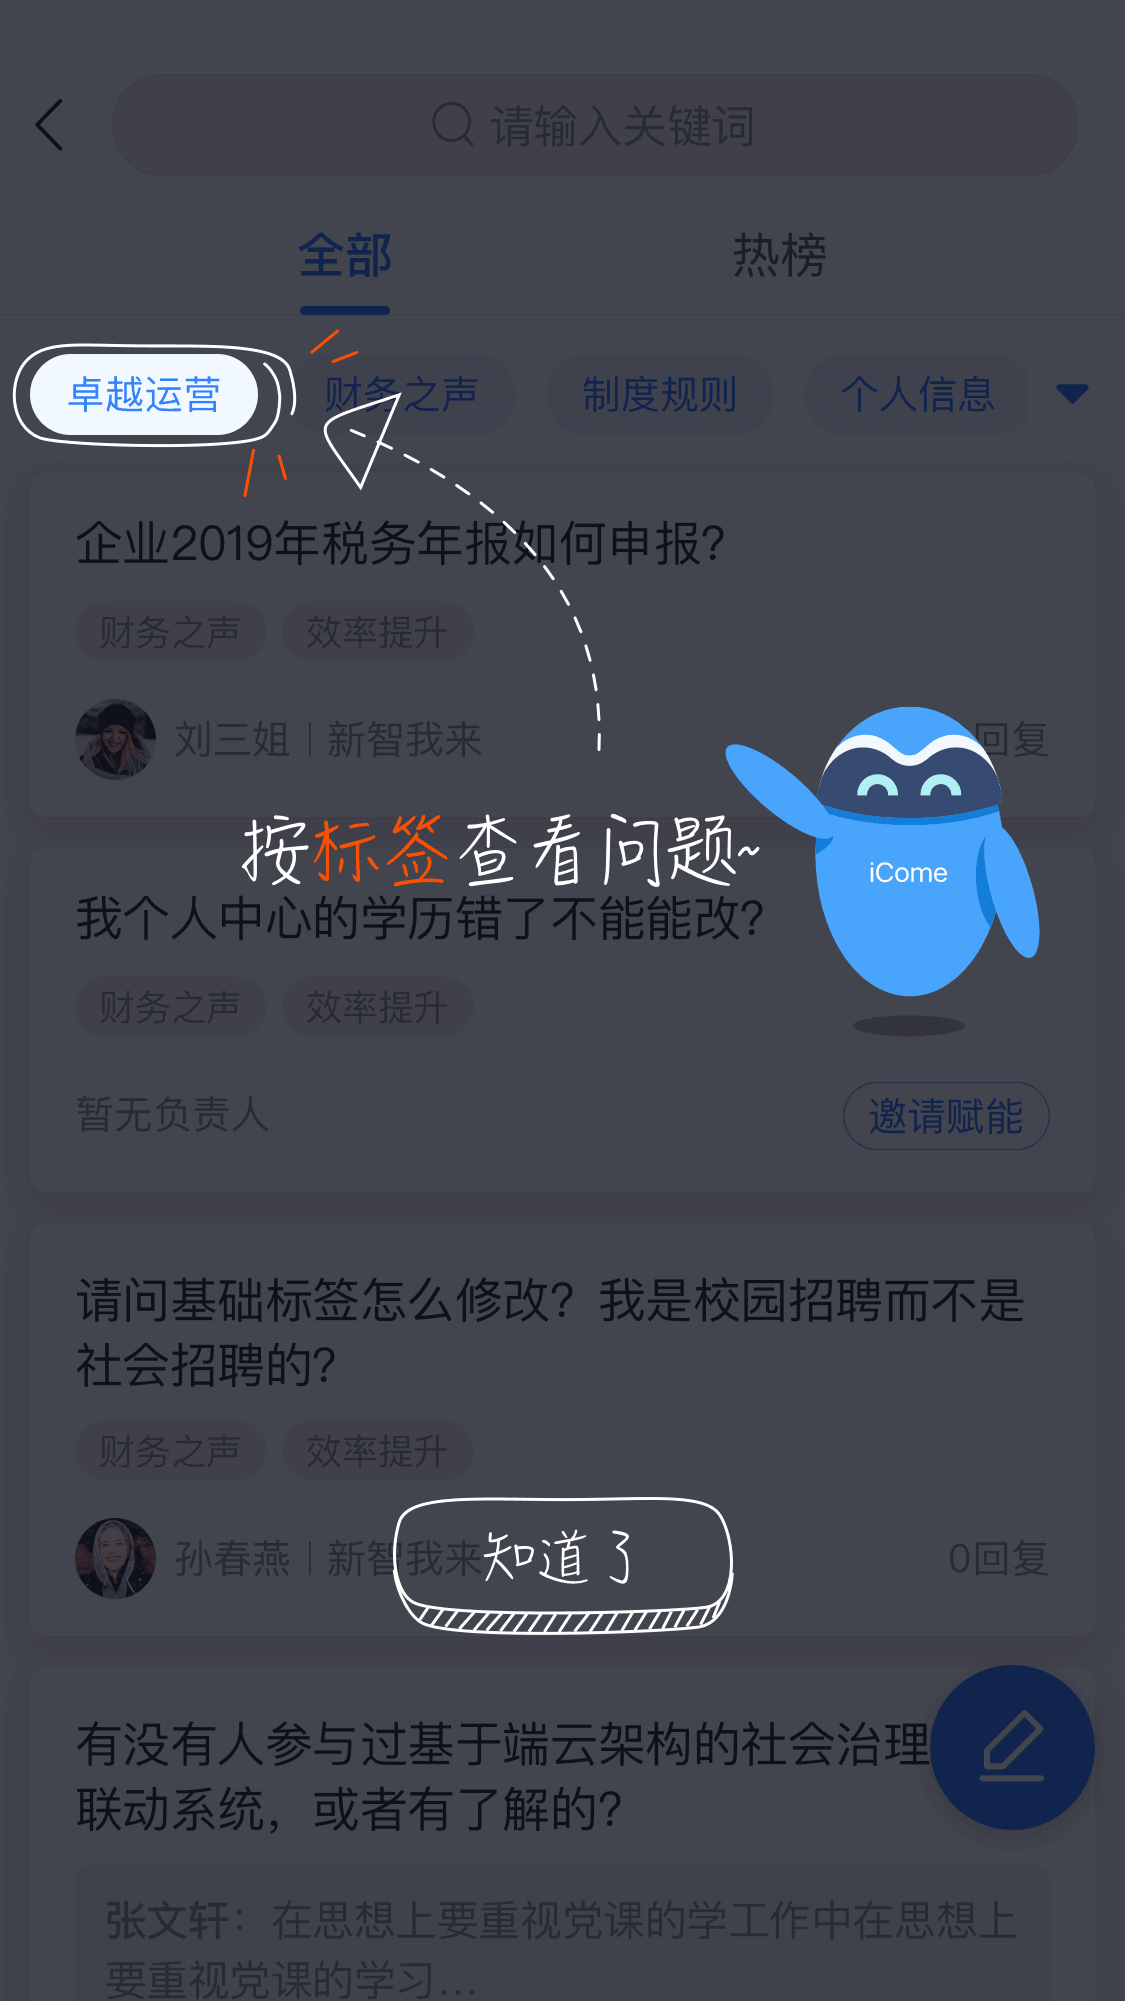 请输入关键词
全部 热榜
卓越运营 财务之声 制度规则 个人信息
企业2019年税务年报如何申报?
财务之声 效率提升
刘三姐 | 新智我来 回复
按标签查看问题~
iCome
我个人中心的学历错了不能能改?
财务之声 效率提升
暂无负责人 邀请赋能
请问基础标签怎么修改？我是校园招聘而不是
社会招聘的?
财务之声 效率提升
孙春燕 | 新智我来 0回复
知道了
有没有人参与过基于端云架构的社会治理
联动系统，或者有了解的?
张文轩：在思想上要重视党课的学工作中在思想上
要重视党课的学习...